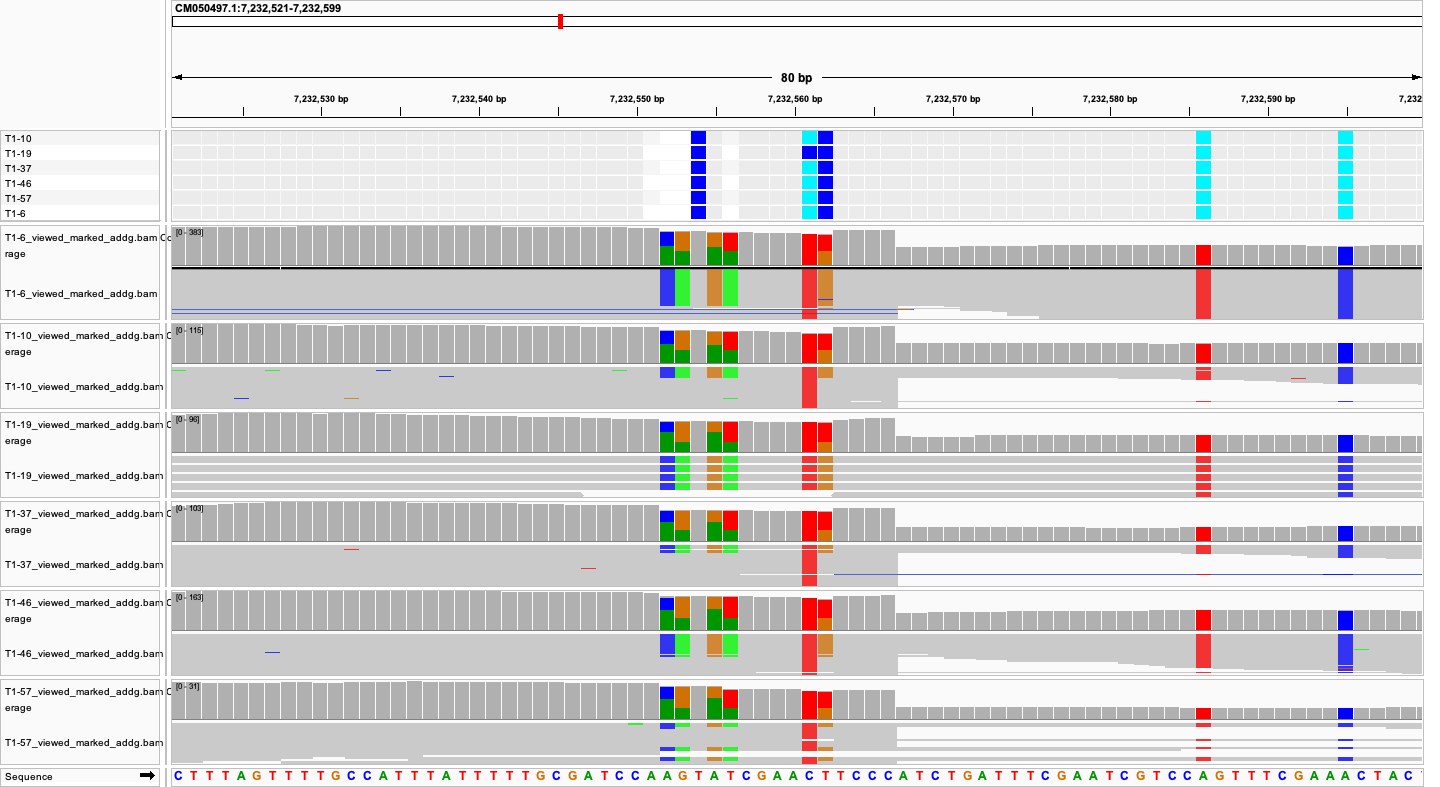 CM050497.1:7,232,521-7,232,599
80 bp
7,232,530 bp 7,232,540 bp 7,232,550 bp 7,232,560 bp 7,232,570 bp 7,232,580 bp 7,232,590 bp 7,232
T1-10
T1-19
T1-37
T1-46
T1-57
T1-6
T1-6_viewed_marked_addg.bam Co
rage
[0 - 383]
T1-6_viewed_marked_addg.bam
T1-10_viewed_marked_addg.bam C
erage
[0 - 115]
T1-10_viewed_marked_addg.bam
T1-19_viewed_marked_addg.bam C
erage
[0 - 96]
T1-19_viewed_marked_addg.bam
T1-37_viewed_marked_addg.bam C
erage
[0 - 103]
T1-37_viewed_marked_addg.bam
T1-46_viewed_marked_addg.bam C
erage
[0 - 163]
T1-46_viewed_marked_addg.bam
T1-57_viewed_marked_addg.bam C
erage
[0 - 31]
T1-57_viewed_marked_addg.bam
Sequence
C T T T A G T T T T G C C A T T T A T T T T T G C G A T C C A A G T A T C G A A C T T C C C A T C T G A T T T C G A A T C G T C C A G T T T C G A A A C T A C